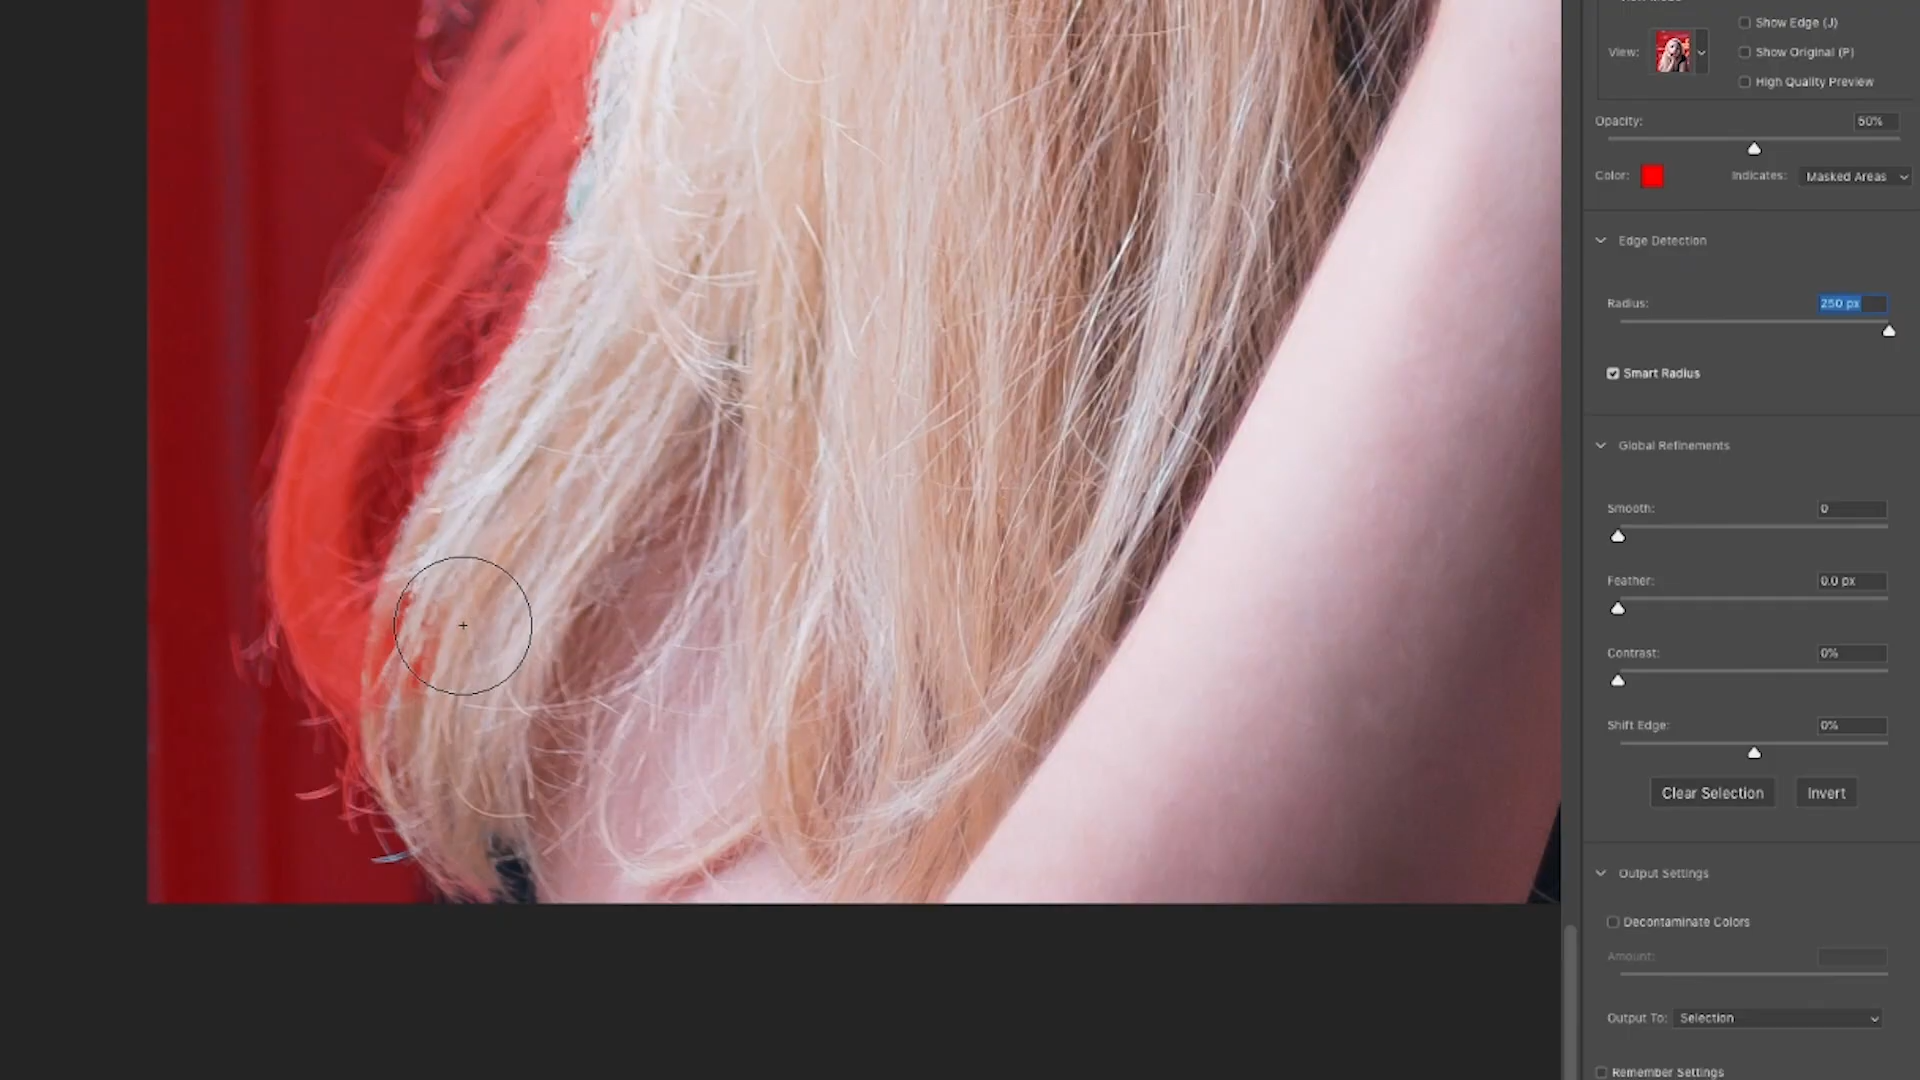 Show Edge (J)
View:
Show Original (P)
High Quality Preview
Opacity:
50%
Color:
Indicates:
Masked Areas
Edge Detection
Radius:
250 px
Smart Radius
Global Refinements
Smooth:
0
Feather:
0.0 px
Contrast:
0%
Shift Edge:
0%
Clear Selection
Invert
Output Settings
Decontaminate Colors
Amount:
Output To:
Selection
Remember Settings